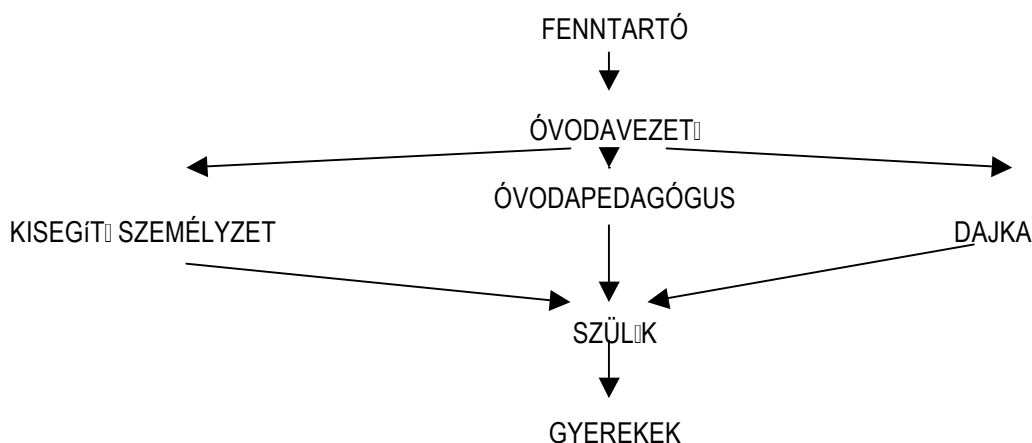 FENNTARTÓ
ÓVODAVEZET▯
ÓVODAPEDAGÓGUS
KISEGíT▯ SZEMÉLYZET
DAJKA
SZÜL▯K
GYEREKEK